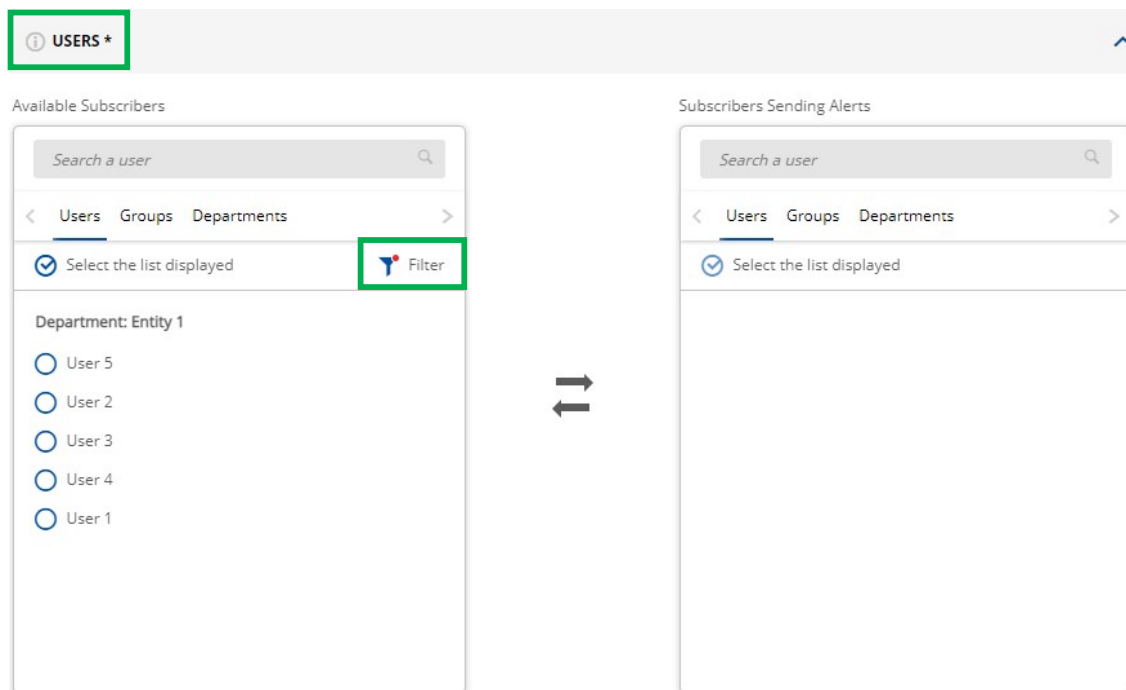 USERS *
Available Subscribers
Search a user
Users Groups Departments
Select the list displayed Filter
Department: Entity 1
User 5
User 2
User 3
User 4
User 1
Subscribers Sending Alerts
Search a user
Users Groups Departments
Select the list displayed